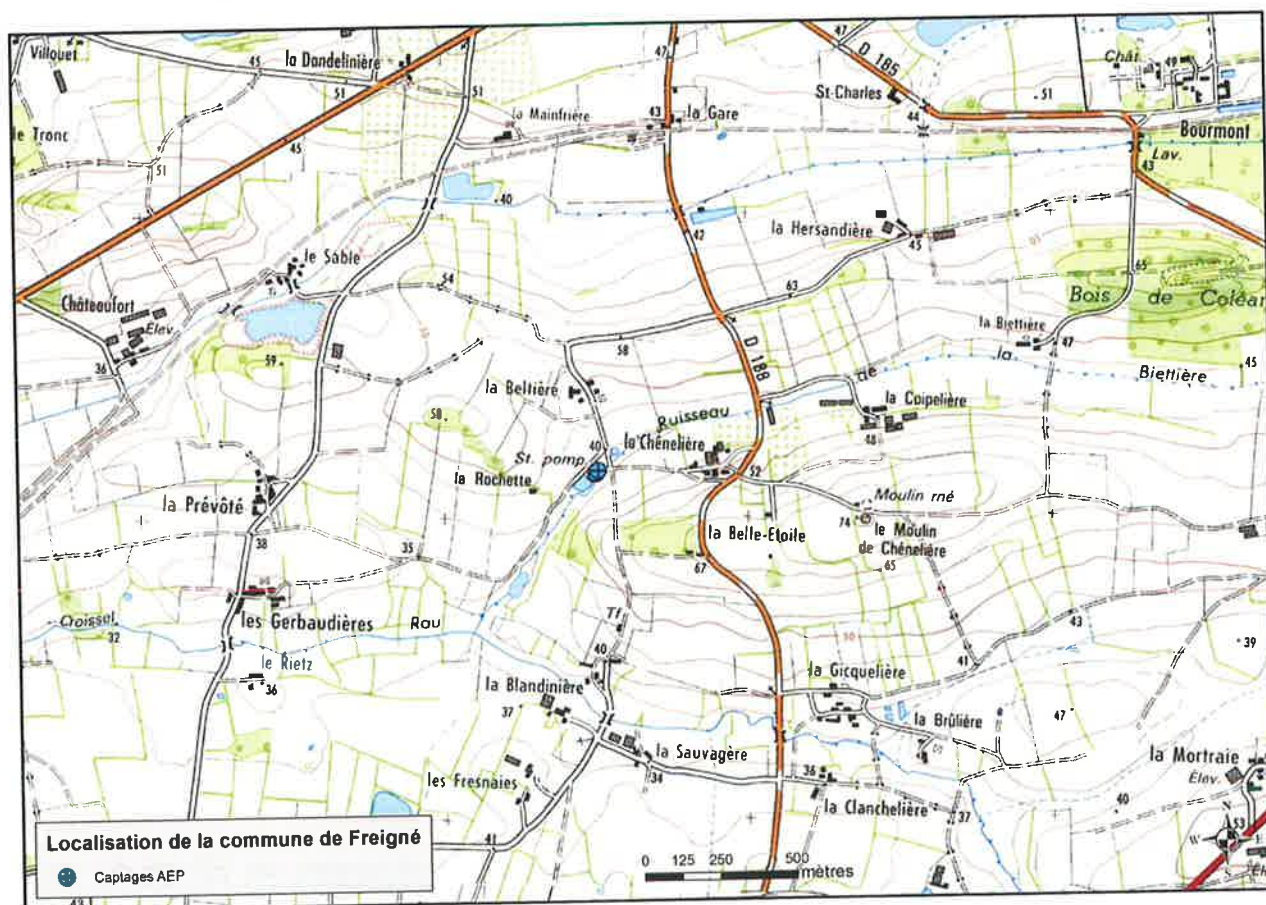 Villouet
45
la Dandelinière
51
51
47
47
D 185
Chât
49
le Tronc
45
51
la Mainfrière
43
la Gare
St-Charles
44
51
Bourmont
Lav.
43
40
42
la Hersandière
45
le Sable
54
63
65
Bois de Coléar
Châteaufort
Élev.
36
59
58
D 188
la Biettière
47
45
la Beltière
Ruisseau
de
la
Biettière
58
la Coipelière
48
40
la Chênelière
St. pomp.
52
la Rochette
la Prévôté
Moulin rné
74
le Moulin
de Chênelière
65
la Belle-Etoile
67
38
35
les Gerbaudières
Croissel
32
Rau
Tf
le Rietz
36
40
43
41
39
la Gicquelière
la Blandinière
37
la Brûlière
47
la Sauvagère
34
36
la Mortraie
Élev.
les Fresnaies
la Clanchelière
37
40
41
53
N
W
E
S
Localisation de la commune de Freigné
Captages AEP
0 125 250 500
mètres